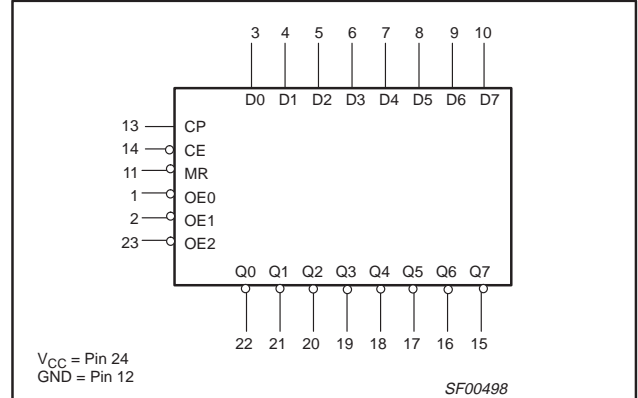 3 4 5 6 7 8 9 10
D0 D1 D2 D3 D4 D5 D6 D7
13 CP
14 CE
11 MR
1 OE0
2 OE1
23 OE2
Q0 Q1 Q2 Q3 Q4 Q5 Q6 Q7
22 21 20 19 18 17 16 15
VCC = Pin 24
GND = Pin 12
SF00498